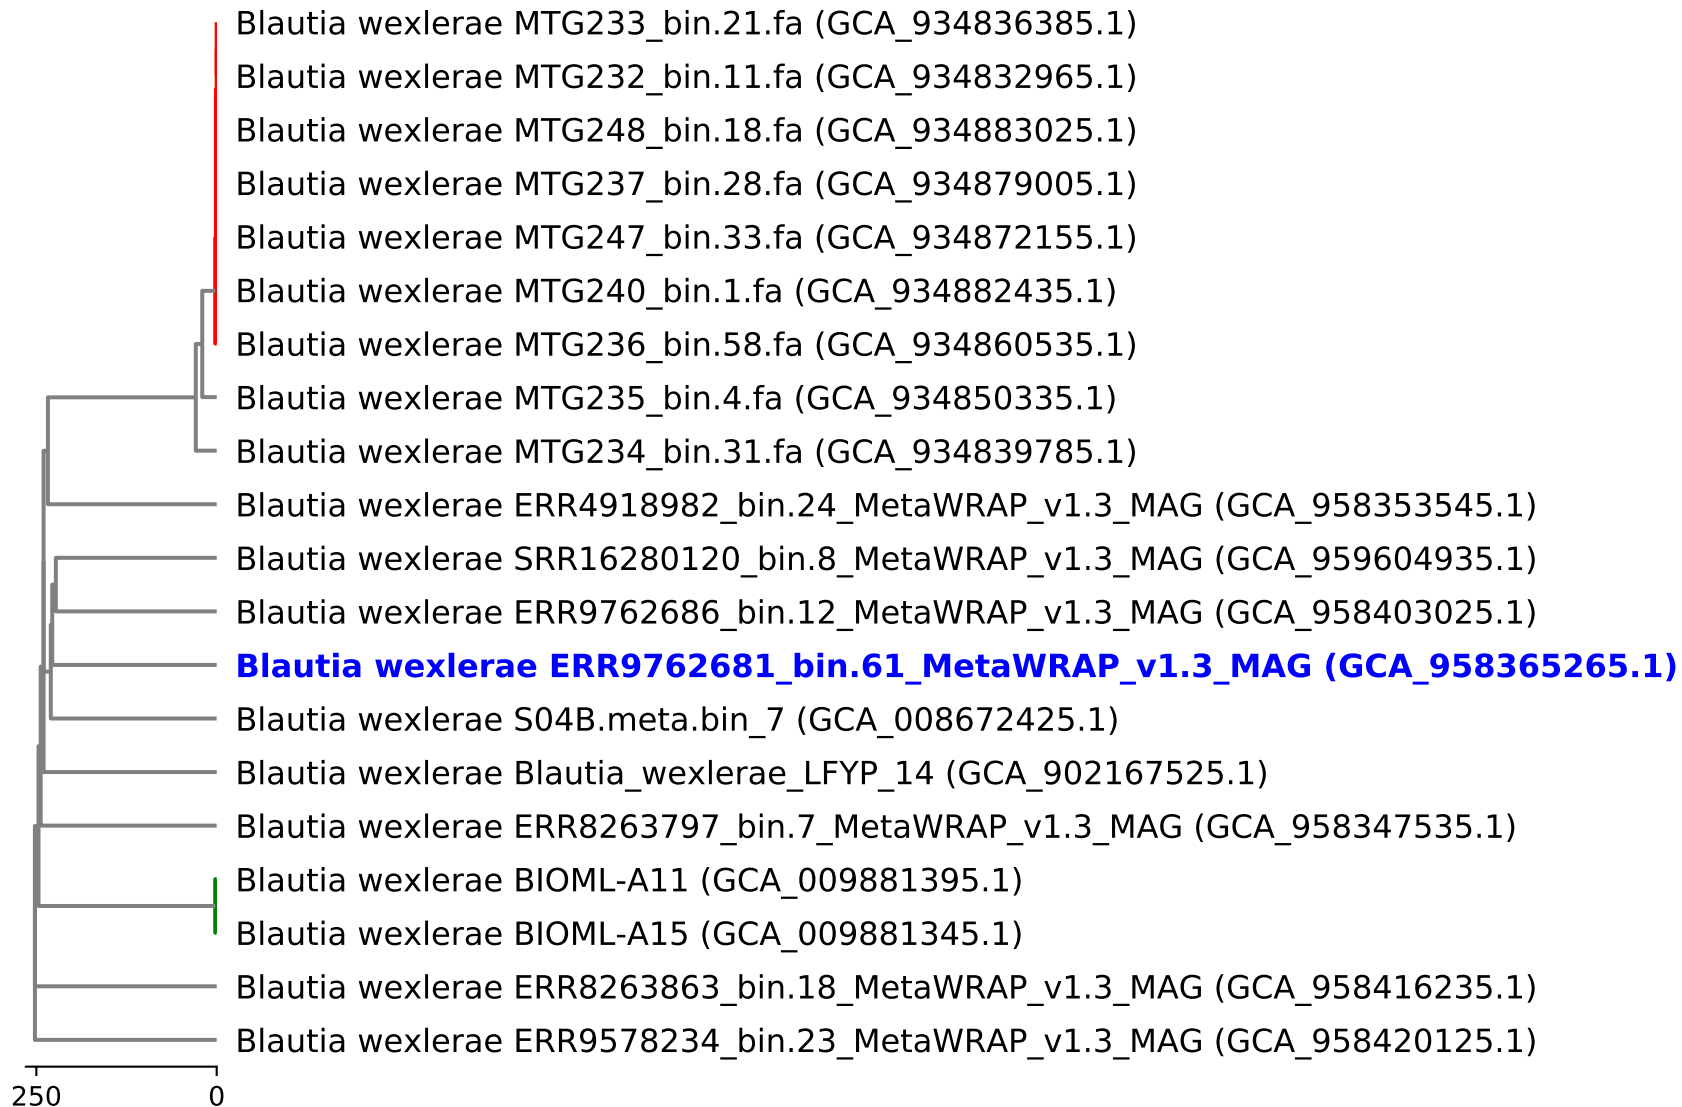 Blautia wexlerae MTG233_bin.21.fa (GCA_934836385.1)
Blautia wexlerae MTG232_bin.11.fa (GCA_934832965.1)
Blautia wexlerae MTG248_bin.18.fa (GCA_934883025.1)
Blautia wexlerae MTG237_bin.28.fa (GCA_934879005.1)
Blautia wexlerae MTG247_bin.33.fa (GCA_934872155.1)
Blautia wexlerae MTG240_bin.1.fa (GCA_934882435.1)
Blautia wexlerae MTG236_bin.58.fa (GCA_934860535.1)
Blautia wexlerae MTG235_bin.4.fa (GCA_934850335.1)
Blautia wexlerae MTG234_bin.31.fa (GCA_934839785.1)
Blautia wexlerae ERR4918982_bin.24_MetaWRAP_v1.3_MAG (GCA_958353545.1)
Blautia wexlerae SRR16280120_bin.8_MetaWRAP_v1.3_MAG (GCA_959604935.1)
Blautia wexlerae ERR9762686_bin.12_MetaWRAP_v1.3_MAG (GCA_958403025.1)
Blautia wexlerae ERR9762681_bin.61_MetaWRAP_v1.3_MAG (GCA_958365265.1)
Blautia wexlerae S04B.meta.bin_7 (GCA_008672425.1)
Blautia wexlerae Blautia_wexlerae_LFYP_14 (GCA_902167525.1)
Blautia wexlerae ERR8263797_bin.7_MetaWRAP_v1.3_MAG (GCA_958347535.1)
Blautia wexlerae BIOML-A11 (GCA_009881395.1)
Blautia wexlerae BIOML-A15 (GCA_009881345.1)
Blautia wexlerae ERR8263863_bin.18_MetaWRAP_v1.3_MAG (GCA_958416235.1)
Blautia wexlerae ERR9578234_bin.23_MetaWRAP_v1.3_MAG (GCA_958420125.1)
250 0